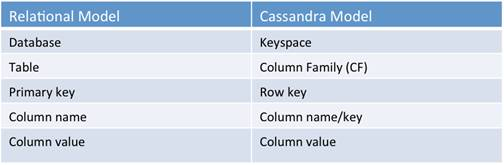 Relational Model Cassandra Model
Database Keyspace
Table Column Family (CF)
Primary key Row key
Column name Column name/key
Column value Column value